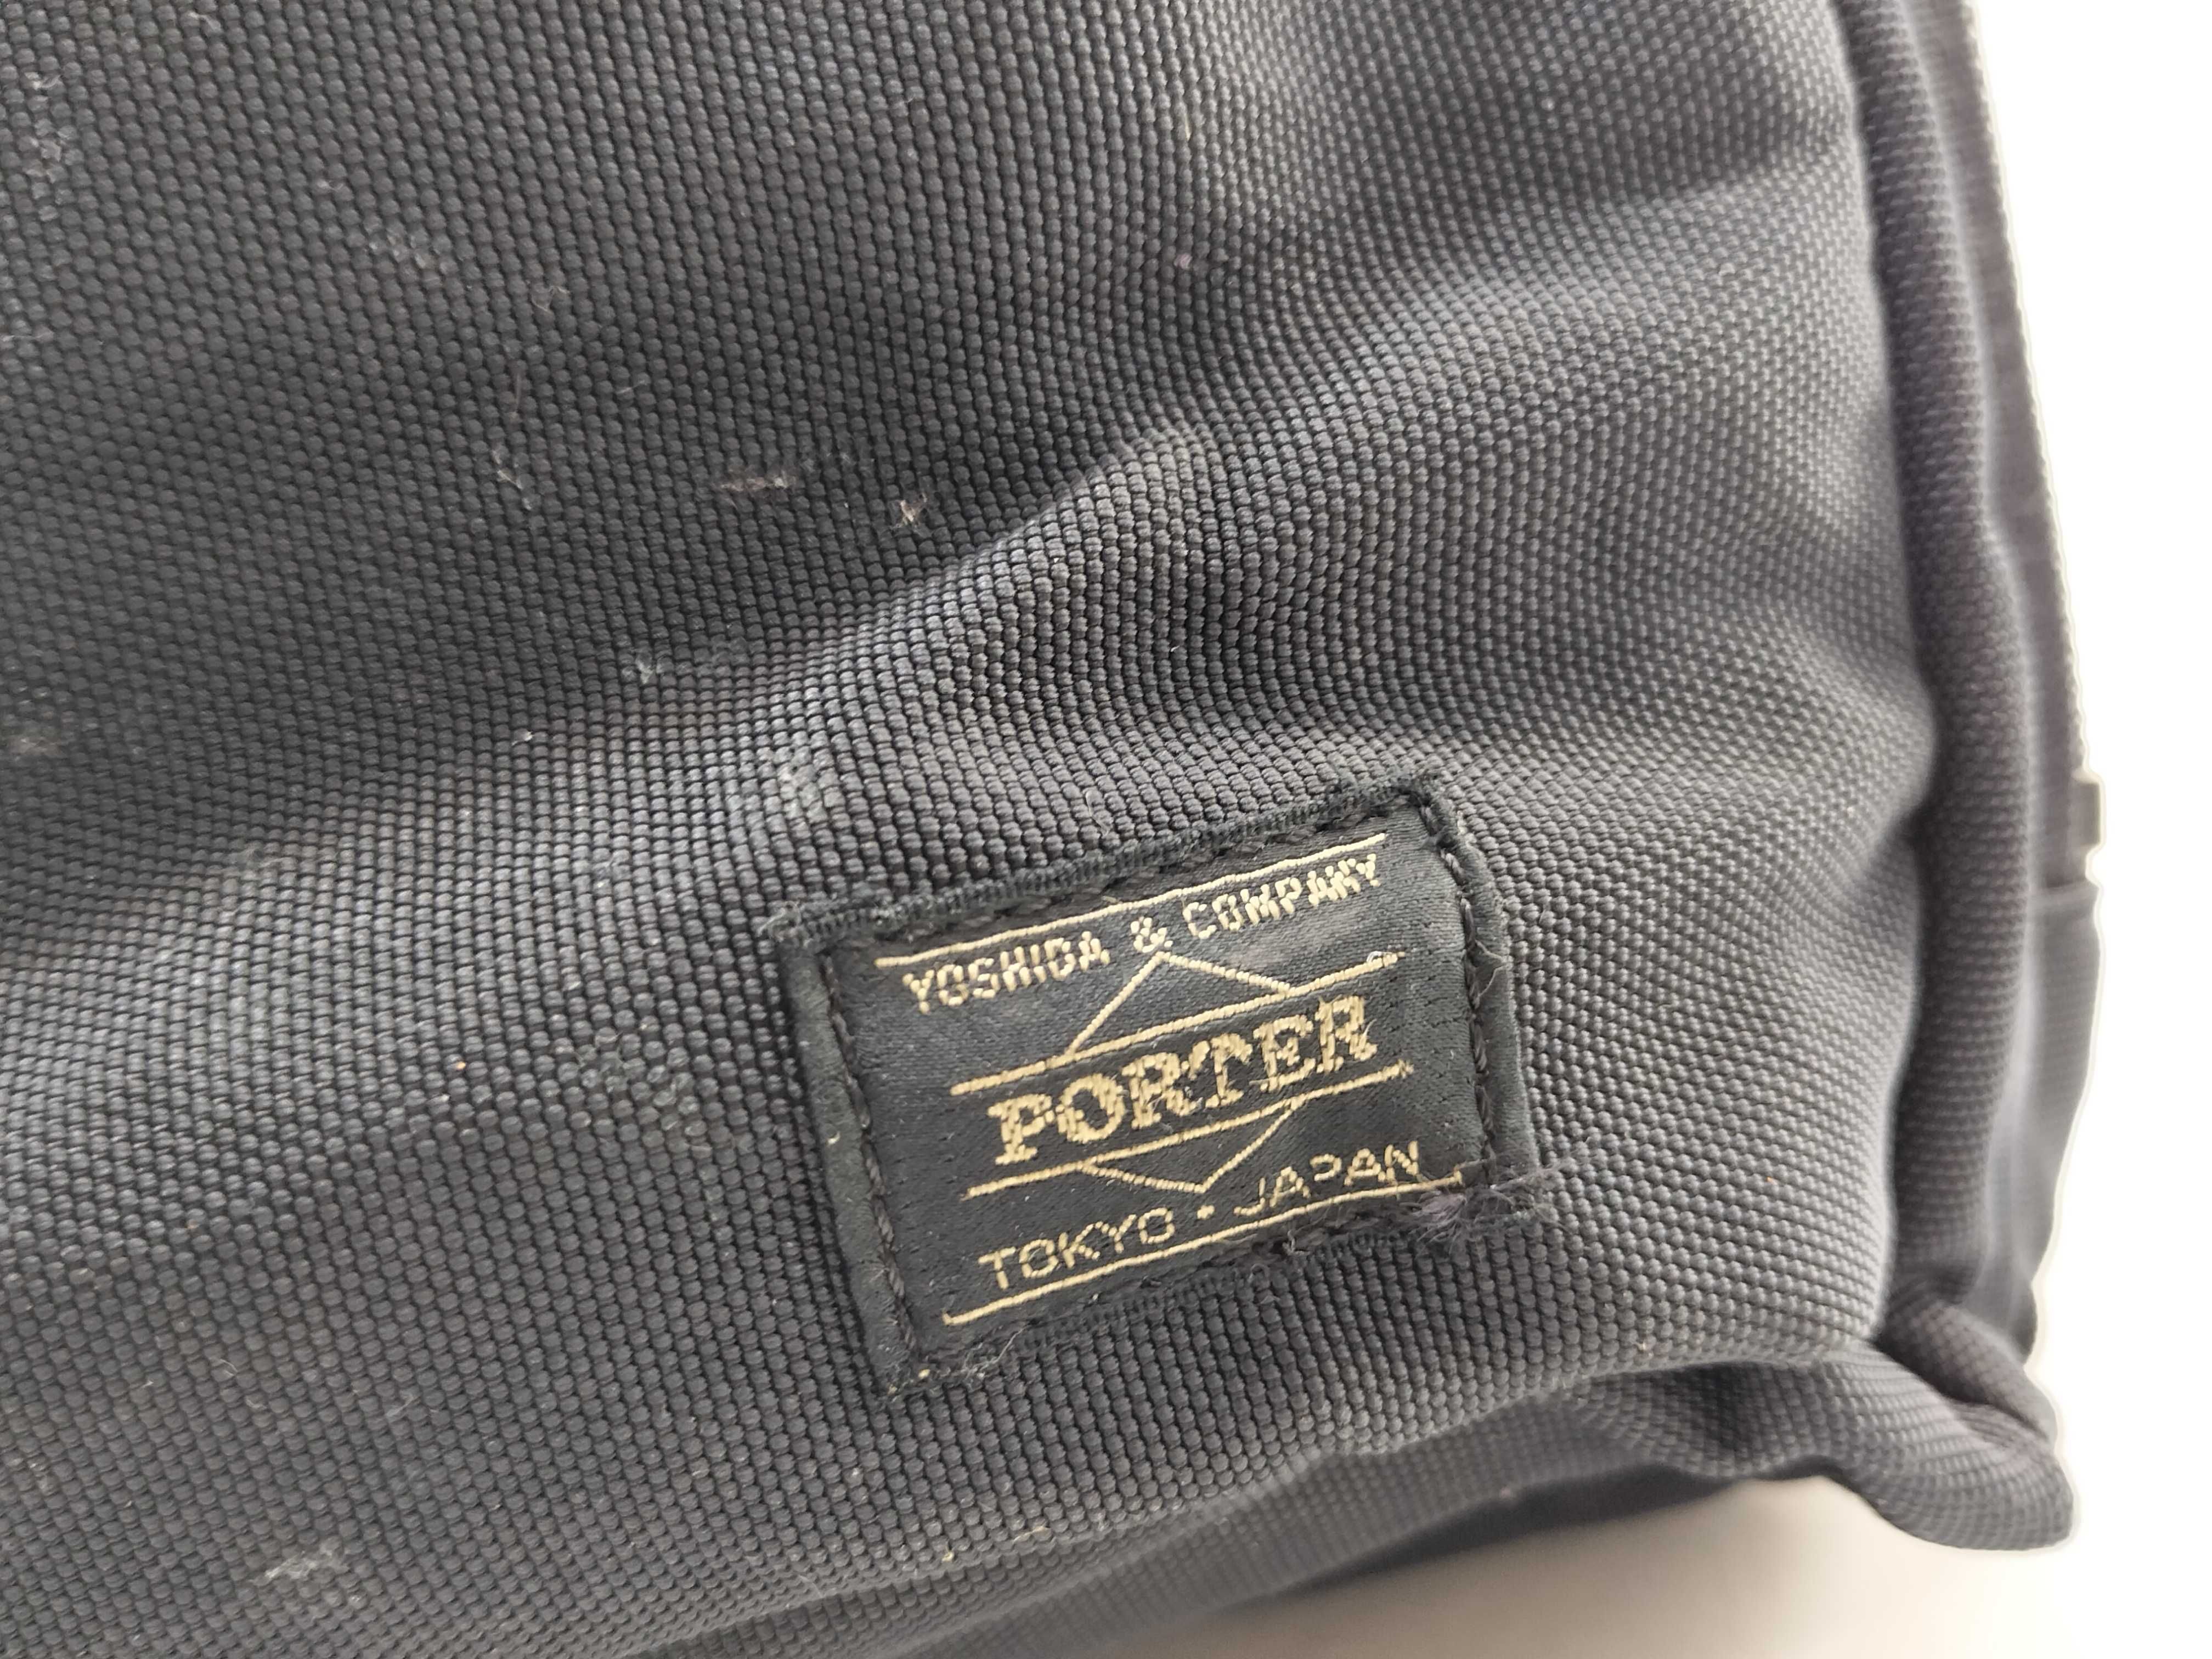 YOSHIDA & COMPANY
PORTER
TOKYO · JAPAN